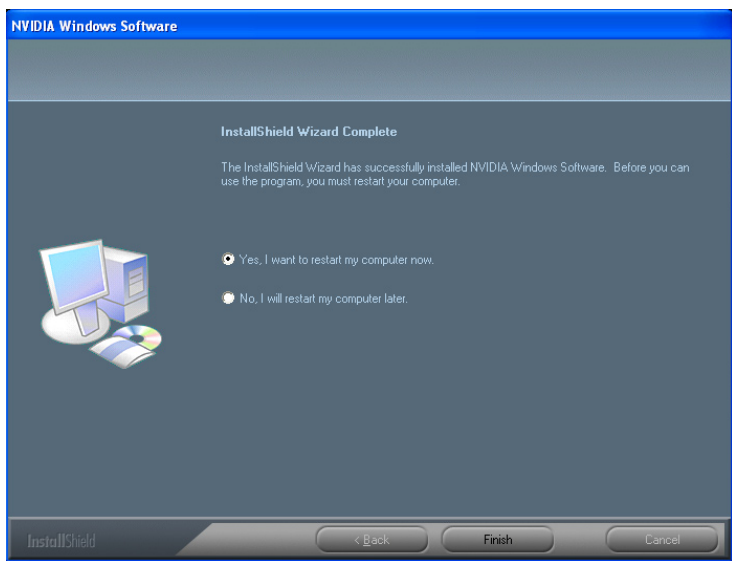 NVIDIA Windows Software
InstallShield Wizard Complete
The InstallShield Wizard has successfully installed NVIDIA Windows Software. Before you can
use the program, you must restart your computer.
Yes, I want to restart my computer now.
No, I will restart my computer later.
InstallShield
< Back
Finish
Cancel